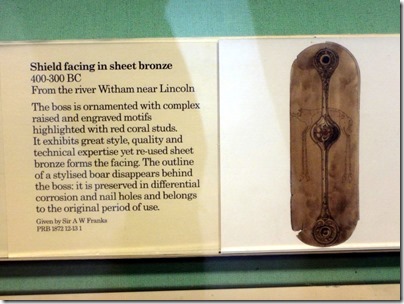 Shield facing in sheet bronze
400-300 BC
From the river Witham near Lincoln
The boss is ornamented with complex
raised and engraved motifs
highlighted with red coral studs.
It exhibits great style, quality and
technical expertise yet re-used sheet
bronze forms the facing. The outline
of a stylised boar disappears behind
the boss: it is preserved in differential
corrosion and nail holes and belongs
to the original period of use.
Given by Sir A W Franks
PRB 1872 12-13 1